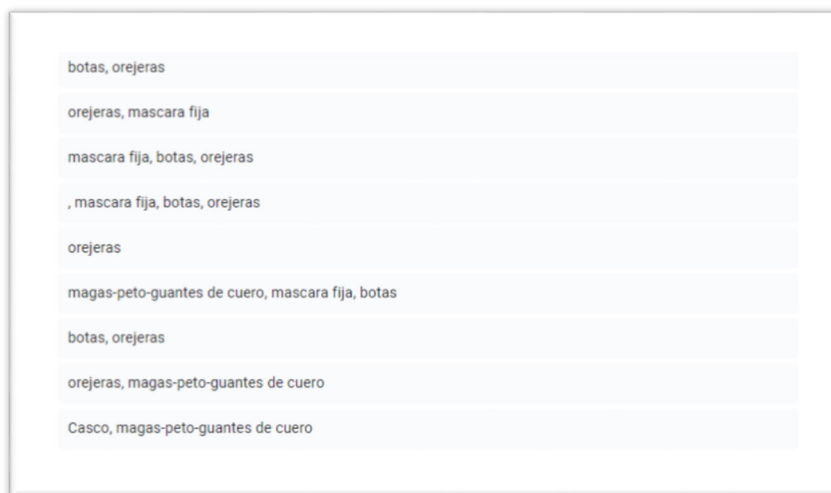 botas, orejeras
orejeras, mascara fija
mascara fija, botas, orejeras
, mascara fija, botas, orejeras
orejeras
magas-peto-guantes de cuero, mascara fija, botas
botas, orejeras
orejeras, magas-peto-guantes de cuero
Casco, magas-peto-guantes de cuero